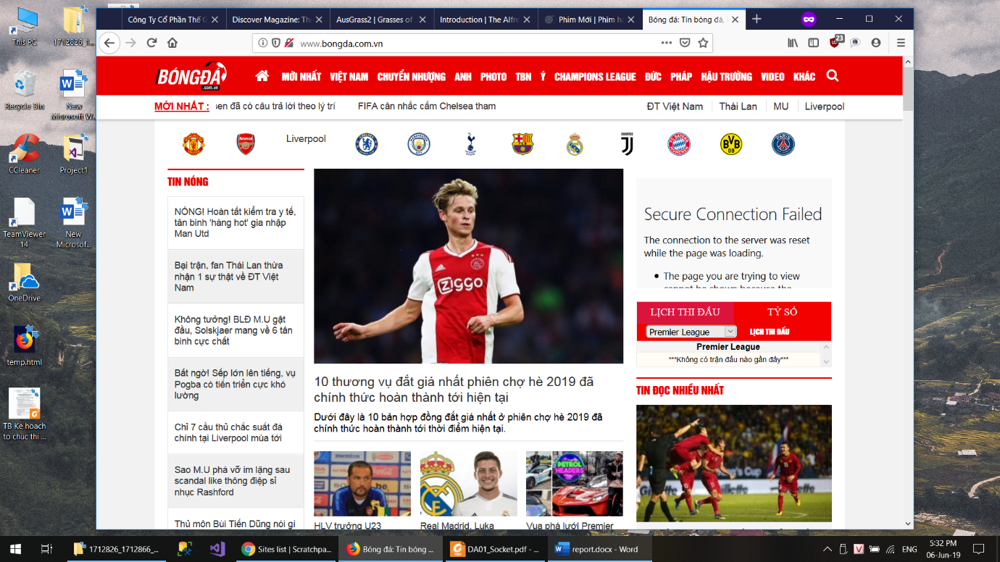 Công Ty Cổ Phần Thế G
Discover Magazine: The
AusGrass2 | Grasses of
Introduction | The Alfre
Phim Mới | Phim ha
Bóng đá: Tin bóng đá,
www.bongda.com.vn
23
BÓNGĐÁ
.com.vn
MỚI NHẤT VIỆT NAM CHUYỂN NHƯỢNG ANH PHOTO TBN Ý CHAMPIONS LEAGUE ĐỨC PHÁP HẬU TRƯỜNG VIDEO KHÁC
MỚI NHẤT : sen đã có câu trả lời theo lý trí FIFA cân nhắc cấm Chelsea tham
ĐT Việt Nam Thái Lan MU Liverpool
Liverpool
TIN NÓNG
NÓNG! Hoàn tất kiểm tra y tế,
tân binh 'hàng hot' gia nhập
Man Utd
Bại trận, fan Thái Lan thừa
nhận 1 sự thật về ĐT Việt
Nam
Không tưởng! BLĐ M.U gật
đầu, Solskjaer mang về 6 tân
binh cực chất
Bất ngờ! Sếp lớn lên tiếng, vụ
Pogba có tiến triển cực khó
lường
Chỉ 7 cầu thủ chắc suất đá
chính tại Liverpool mùa tới
Sao M.U phá vỡ im lặng sau
scandal like thông điệp sỉ
nhục Rashford
Thủ môn Bùi Tiến Dũng nói gì
ziggo
10 thương vụ đắt giá nhất phiên chợ hè 2019 đã
chính thức hoàn thành tới hiện tại
Dưới đây là 10 bản hợp đồng đắt giá nhất ở phiên chợ hè 2019 đã
chính thức hoàn thành tới thời điểm hiện tại.
PETROL
HEADERS
HLV trưởng U23
Real Madrid, Luka
Vua phá lưới Premier
Secure Connection Failed
The connection to the server was reset
while the page was loading.
The page you are trying to view
cannot be shown because the
LỊCH THI ĐẤU TỶ SỐ
Premier League LỊCH THI ĐẤU
Premier League
***Không có trận đấu nào gần đây***
TIN ĐỌC NHIỀU NHẤT
Gillette
This PC
1712826_1...
Recycle Bin
New
Microsoft W...
CCleaner
Project1
TeamViewer
14
New
Microsof...
OneDrive
temp.html
TB Kế hoạch
to chuc thi ...
1712826_1712866_...
Sites list | Scratchpa...
Bóng đá: Tin bóng ...
DA01_Socket.pdf - ...
report.docx - Word
ENG
5:32 PM
06-Jun-19